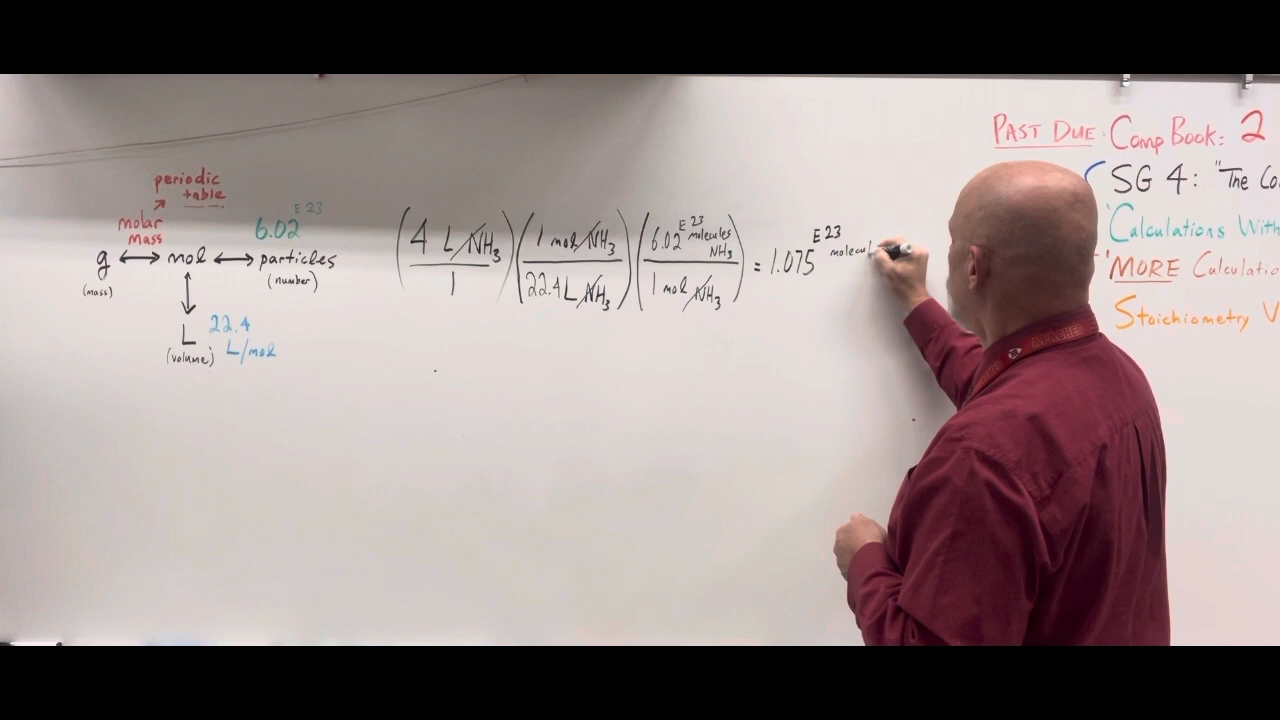 periodic
table
molar
mass
6.02 E 23
g ↔ mol ↔ particles
(mass)
(number)
L
(volume)
22.4
L/mol
(4 L NH3 / 1) (1 mol NH3 / 22.4 L NH3) (6.02 E 23 molecules NH3 / 1 mol NH3) = 1.075 E 23 molecul
PAST DUE: Comp Book: 2
SG 4: "The Co
Calculations With
"MORE Calculatio
Stoichiometry V
APACHES